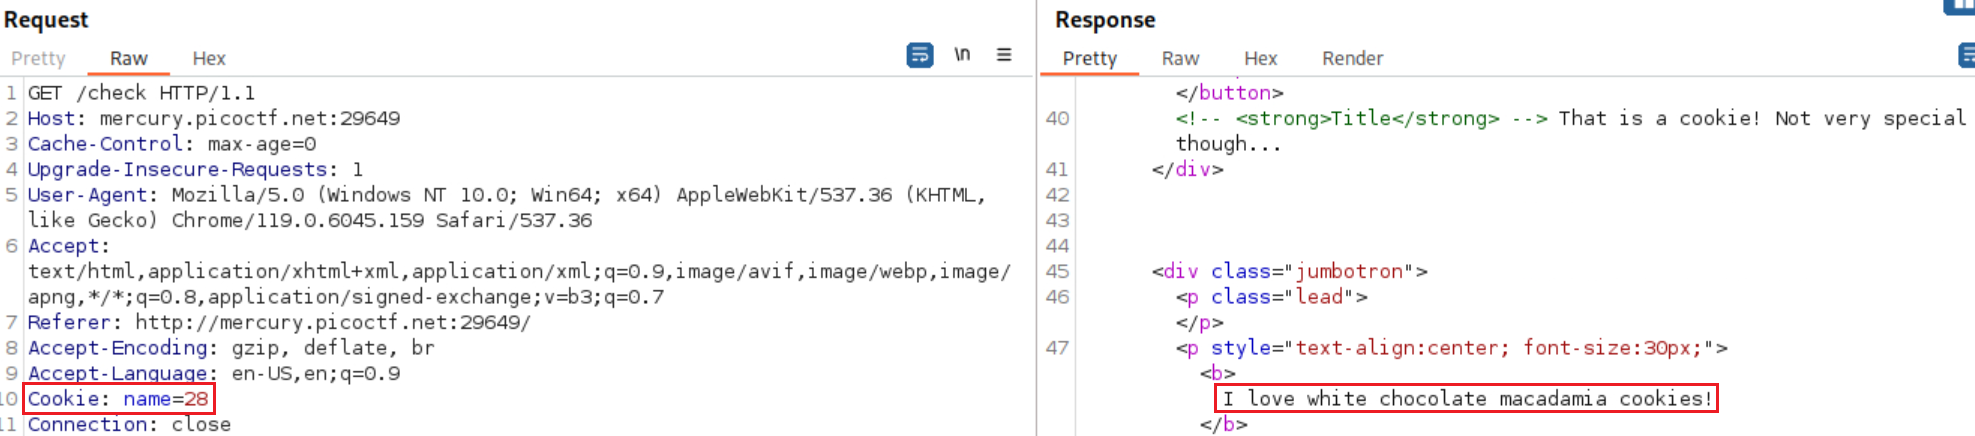 Request
Pretty Raw Hex \n
1 GET /check HTTP/1.1
2 Host: mercury.picoctf.net:29649
3 Cache-Control: max-age=0
4 Upgrade-Insecure-Requests: 1
5 User-Agent: Mozilla/5.0 (Windows NT 10.0; Win64; x64) AppleWebKit/537.36 (KHTML,
like Gecko) Chrome/119.0.6045.159 Safari/537.36
6 Accept:
text/html,application/xhtml+xml,application/xml;q=0.9,image/avif,image/webp,image/
apng,*/*;q=0.8,application/signed-exchange;v=b3;q=0.7
7 Referer: http://mercury.picoctf.net:29649/
8 Accept-Encoding: gzip, deflate, br
9 Accept-Language: en-US,en;q=0.9
10 Cookie: name=28
11 Connection: close
Response
Pretty Raw Hex Render
</button>
40 <!-- <strong>Title</strong> --> That is a cookie! Not very special
though...
41 </div>
42
43
44
45 <div class="jumbotron">
46 <p class="lead">
</p>
47 <p style="text-align:center; font-size:30px;">
<b>
I love white chocolate macadamia cookies!
</b>